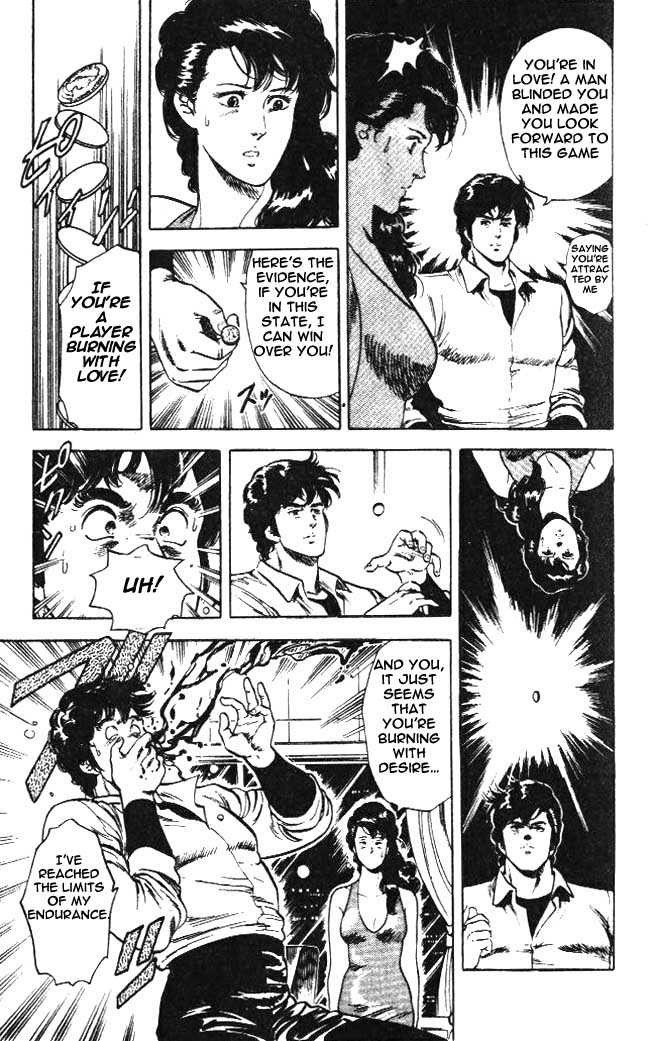 YOU'RE IN
LOVE! A MAN
BLINDED YOU
AND MADE
YOU LOOK
FORWARD TO
THIS GAME
SAYING
YOU'RE
ATTRAC
TED BY
ME
HERE'S THE
EVIDENCE,
IF YOU'RE
IN THIS
STATE, I
CAN WIN
OVER YOU!
ズッ
IF
YOU'RE
A
PLAYER
BURNING
WITH
LOVE!
UH!
AND YOU,
IT JUST
SEEMS
THAT
YOU'RE
BURNING
WITH
DESIRE...
I'VE
REACHED
THE LIMITS
OF MY
ENDURANCE.